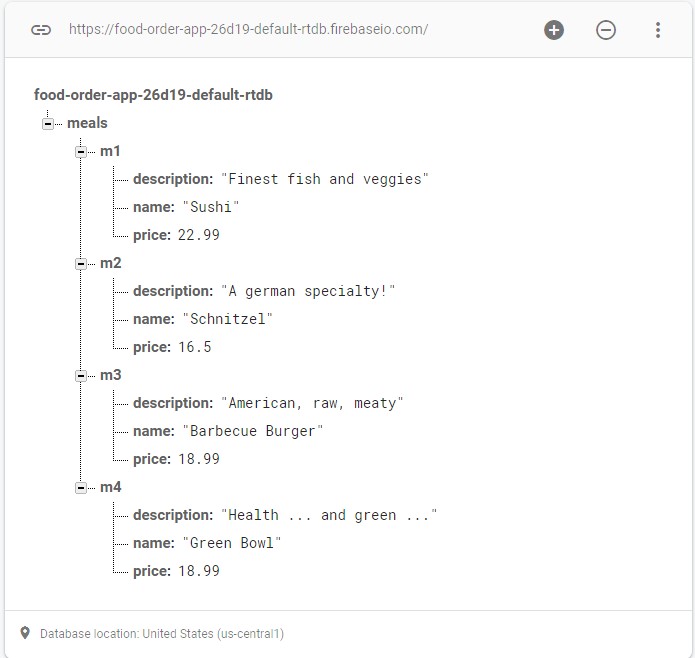 https://food-order-app-26d19-default-rtdb.firebaseio.com/
food-order-app-26d19-default-rtdb
meals
m1
description: "Finest fish and veggies"
name: "Sushi"
price: 22.99
m2
description: "A german specialty!"
name: "Schnitzel"
price: 16.5
m3
description: "American, raw, meaty"
name: "Barbecue Burger"
price: 18.99
m4
description: "Health ... and green ..."
name: "Green Bowl"
price: 18.99
Database location: United States (us-central1)